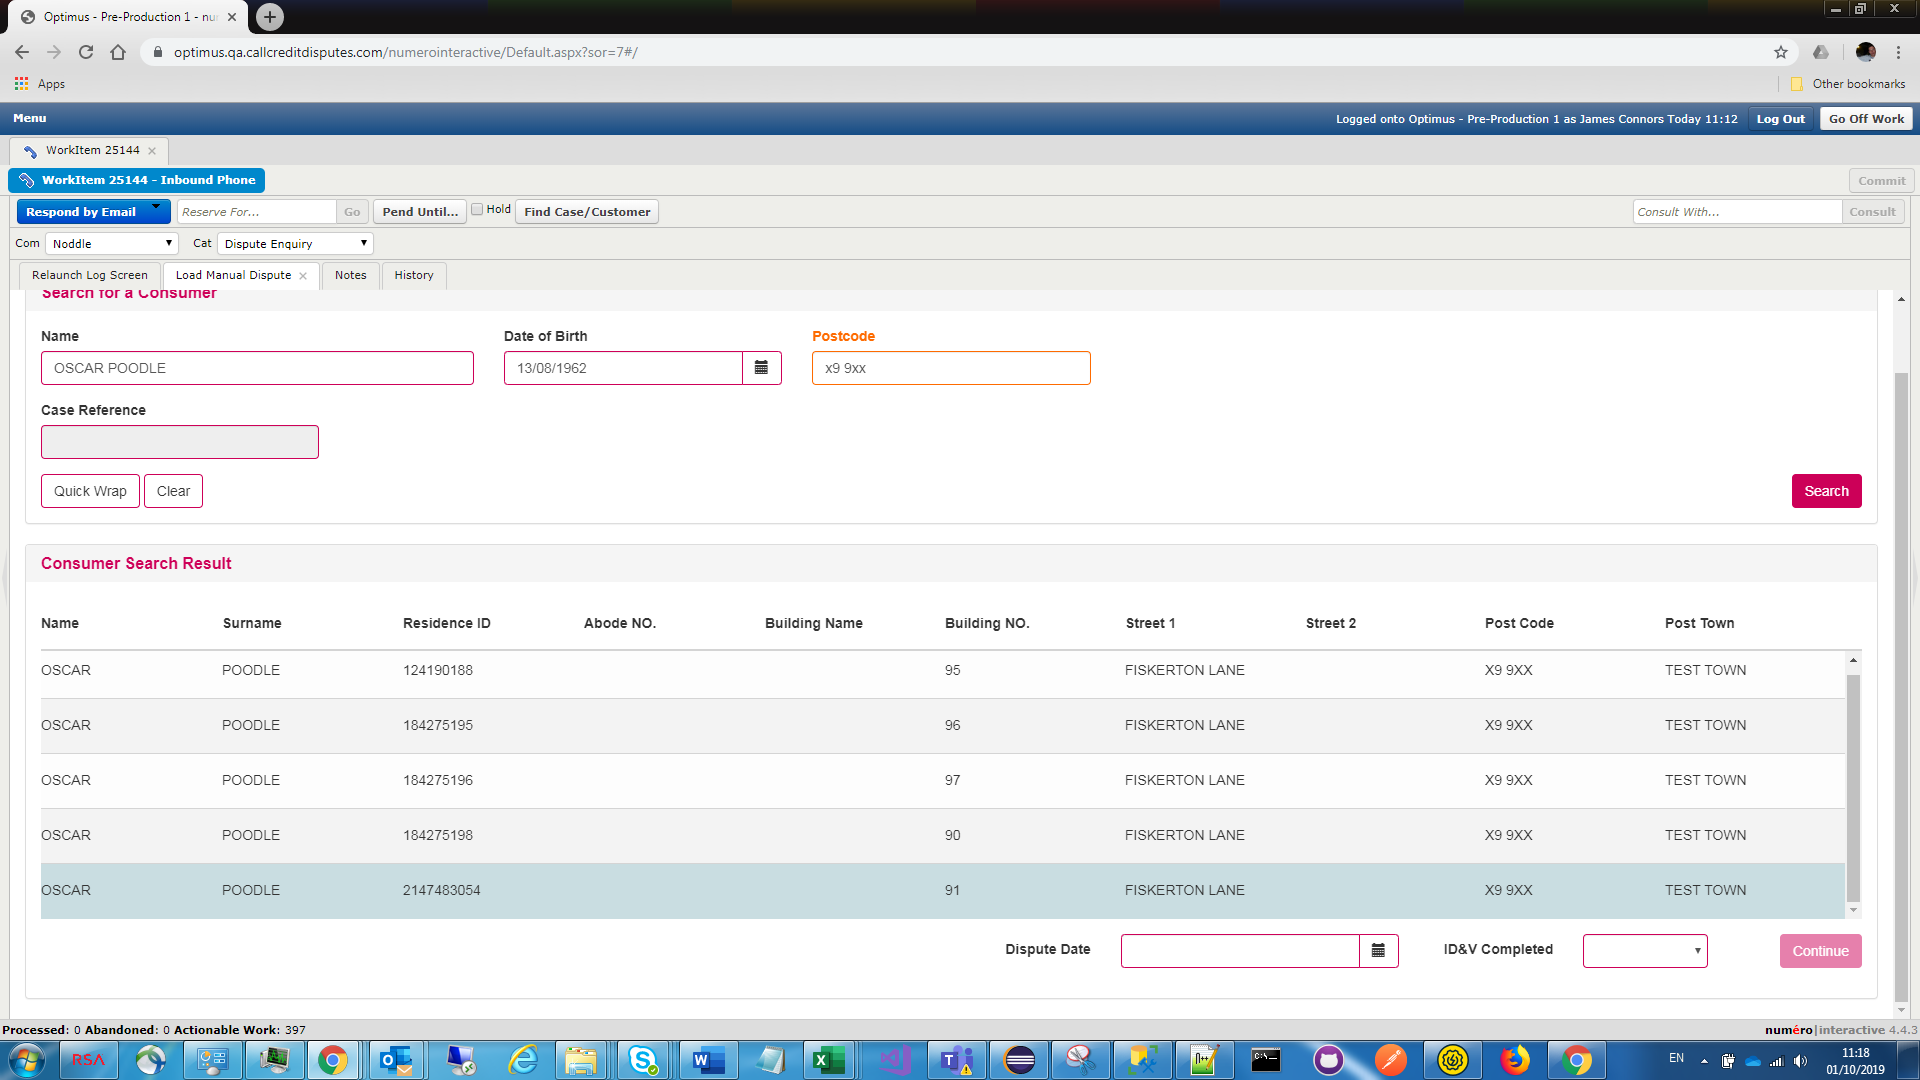 Optimus - Pre-Production 1 - nu
optimus.qa.callcreditdisputes.com/numerointeractive/Default.aspx?sor=7#/
Apps
Other bookmarks
Menu
Logged onto Optimus - Pre-Production 1 as James Connors Today 11:12
Log Out
Go Off Work
WorkItem 25144
WorkItem 25144 - Inbound Phone
Commit
Respond by Email
Reserve For...
Go
Pend Until...
Hold
Find Case/Customer
Consult With...
Consult
Com
Noddle
Cat
Dispute Enquiry
Relaunch Log Screen
Load Manual Dispute
Notes
History
Search for a Consumer
Name
Date of Birth
Postcode
OSCAR POODLE
13/08/1962
x9 9xx
Case Reference
Quick Wrap
Clear
Search
Consumer Search Result
Name Surname Residence ID Abode NO. Building Name Building NO. Street 1 Street 2 Post Code Post Town
OSCAR POODLE 124190188 95 FISKERTON LANE X9 9XX TEST TOWN
OSCAR POODLE 184275195 96 FISKERTON LANE X9 9XX TEST TOWN
OSCAR POODLE 184275196 97 FISKERTON LANE X9 9XX TEST TOWN
OSCAR POODLE 184275198 90 FISKERTON LANE X9 9XX TEST TOWN
OSCAR POODLE 2147483054 91 FISKERTON LANE X9 9XX TEST TOWN
Dispute Date
ID&V Completed
Continue
Processed: 0 Abandoned: 0 Actionable Work: 397
numéro|interactive 4.4.3
RSA
EN
11:18
01/10/2019